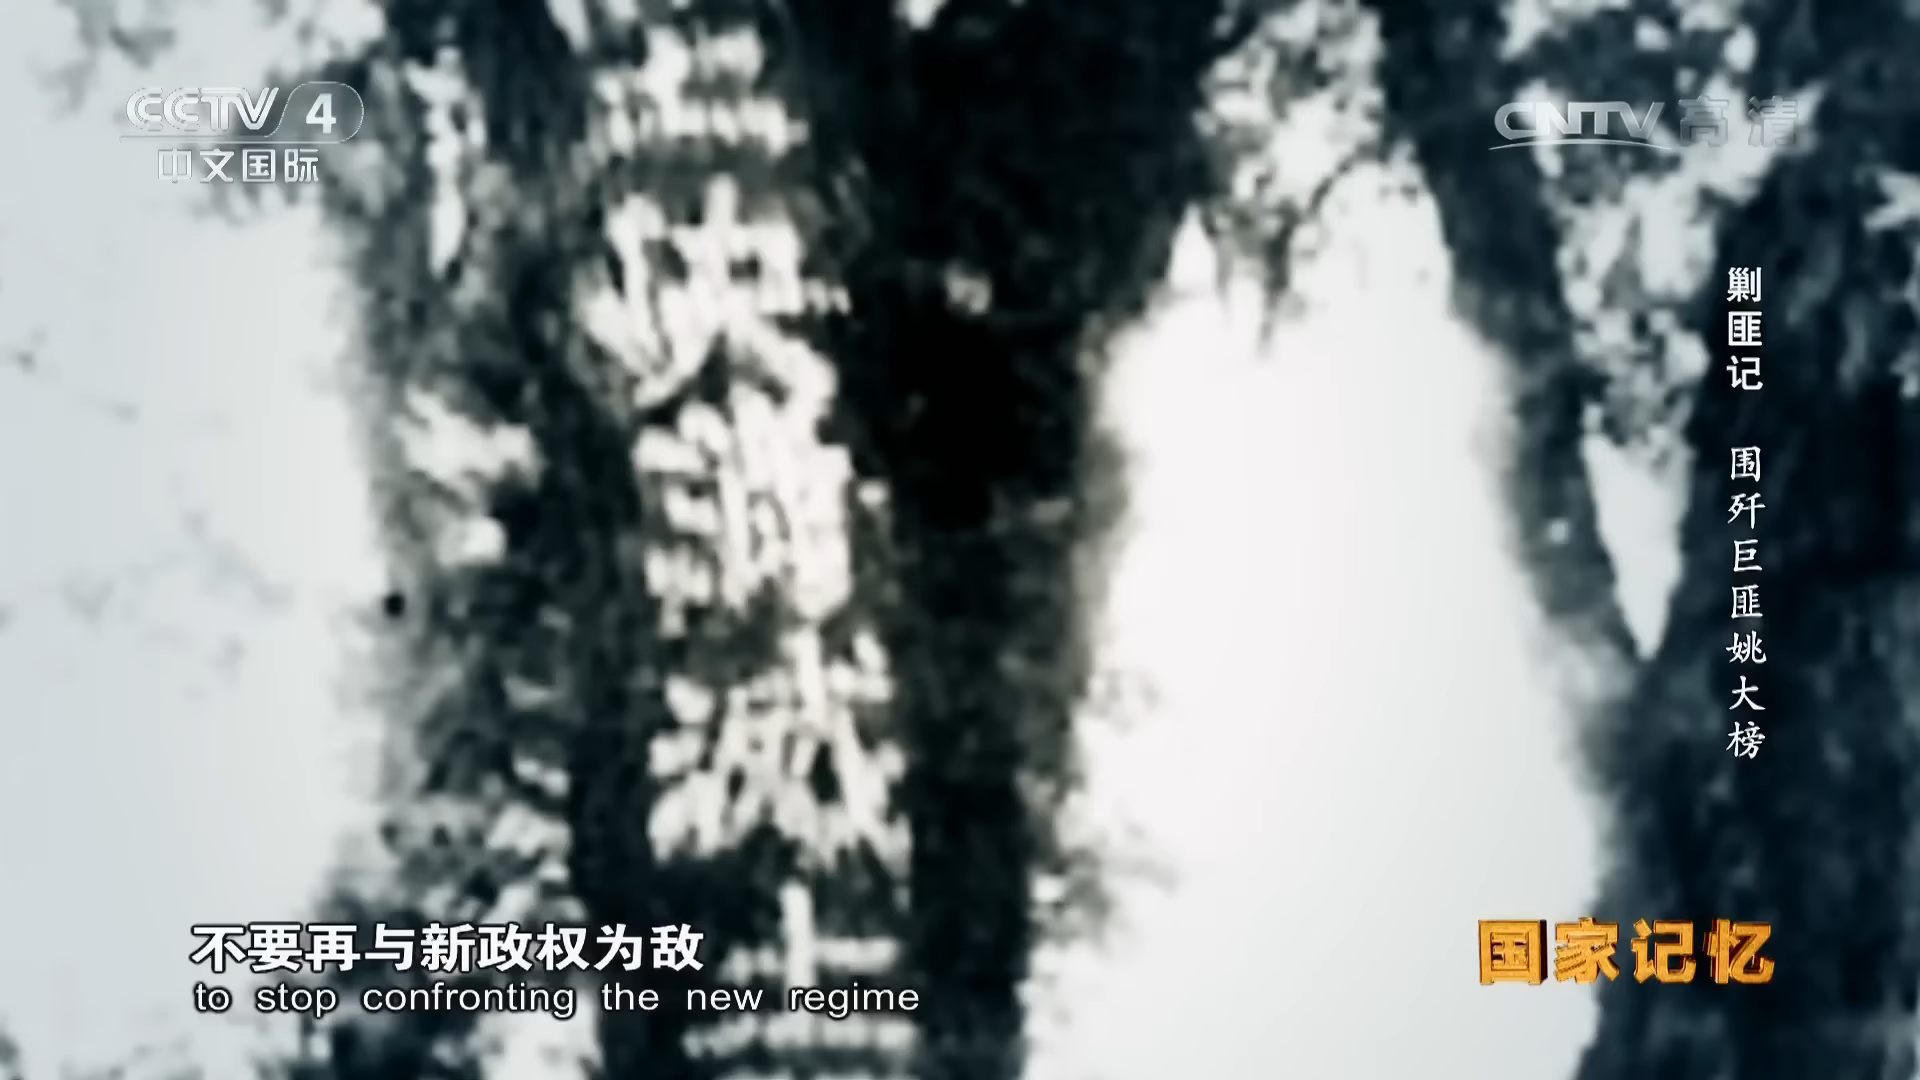 CCTV 4
中文国际
CNTV 高清
剿匪记 围歼巨匪姚大榜
不要再与新政权为敌
to stop confronting the new regime
国家记忆